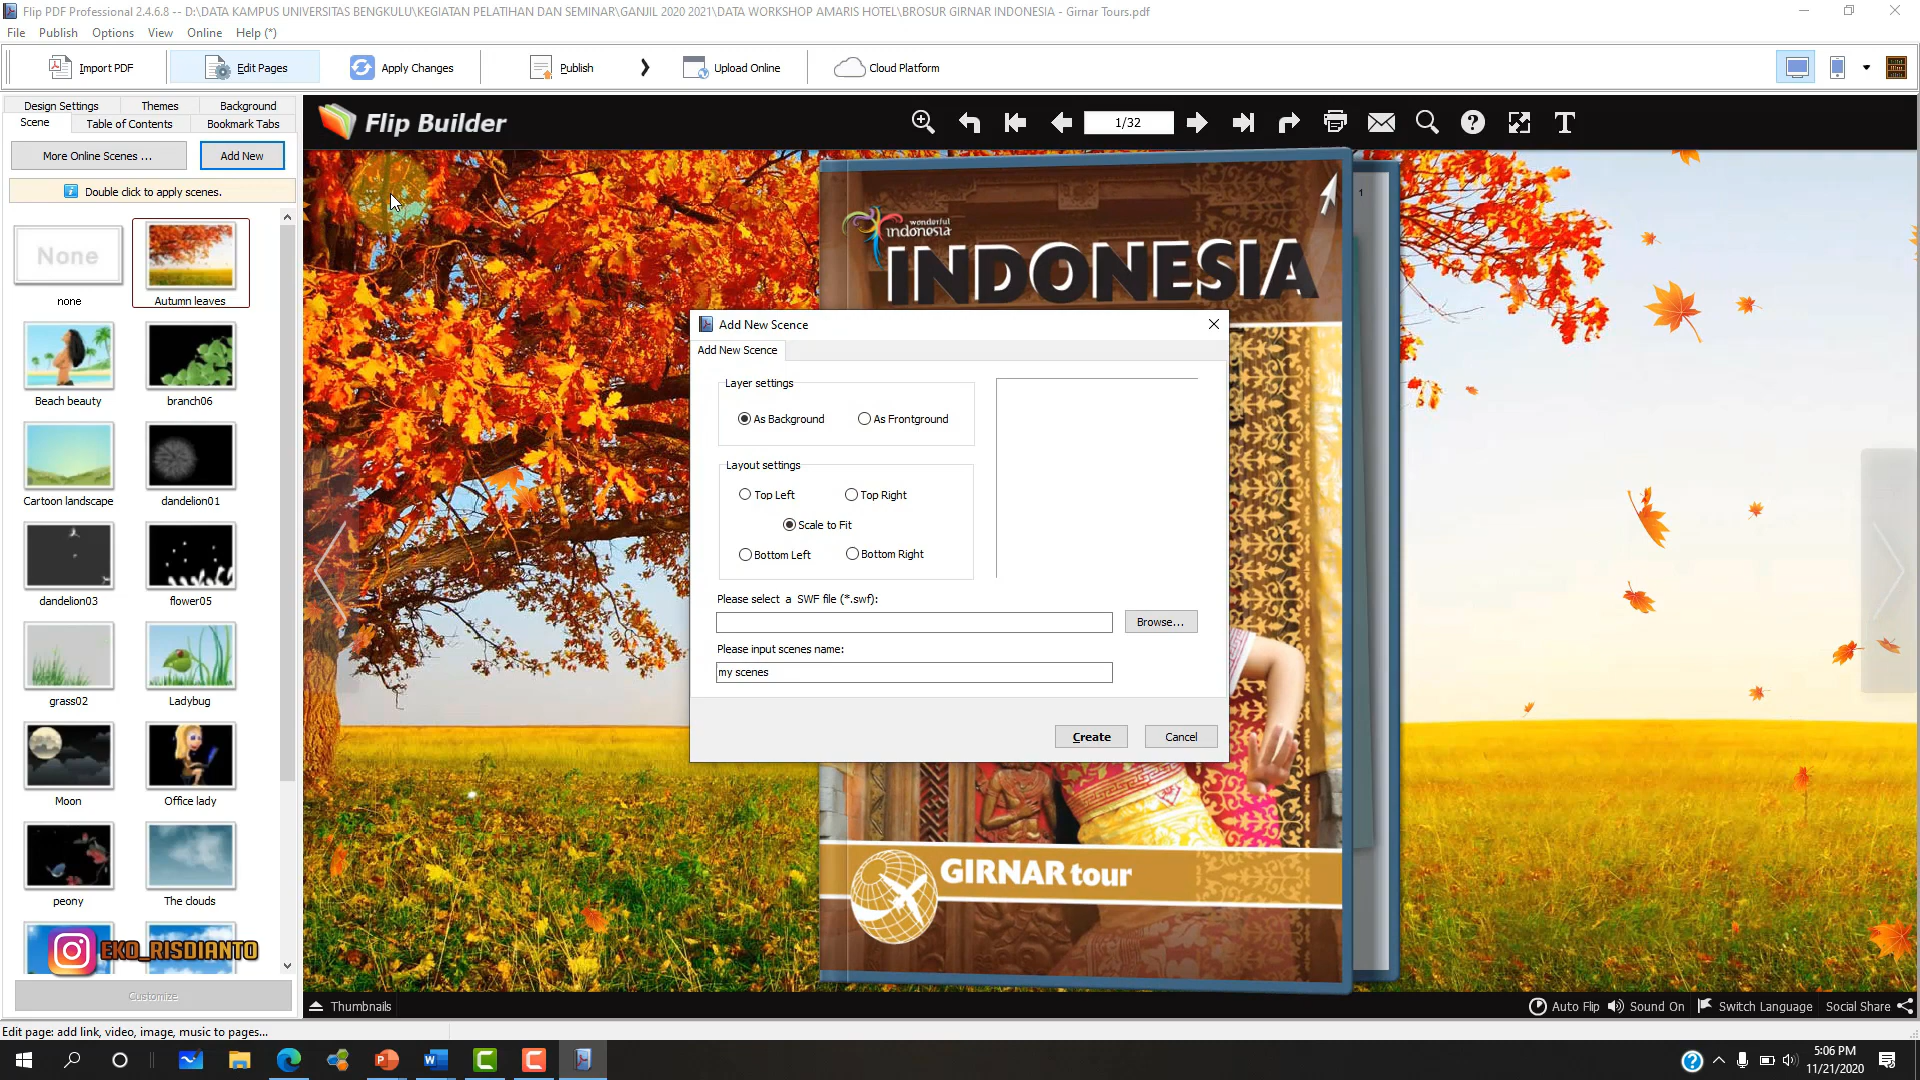 Flip PDF Professional 2.4.6.8 -- D:\DATA KAMPUS UNIVERSITAS BENGKULU\KEGIATAN PELATIHAN DAN SEMINAR\GANJIL 2020 2021\DATA WORKSHOP AMARIS HOTEL\BROSUR GIRNAR INDONESIA - Girnar Tours.pdf
File Publish Options View Online Help (*)
Import PDF Edit Pages Apply Changes Publish Upload Online Cloud Platform
Design Settings Themes Background
Scene Table of Contents Bookmark Tabs
More Online Scenes ... Add New
Double click to apply scenes.
None
none Autumn leaves
Beach beauty branch06
Cartoon landscape dandelion01
dandelion03 flower05
grass02 Ladybug
Moon Office lady
peony The clouds
EKO_RISDIANTO
Customize
Flip Builder
1/32
T
1
wonderful
indonesia
INDONESIA
Add New Scence
Add New Scence
Layer settings
As Background As Frontground
Layout settings
Top Left Top Right
Scale to Fit
Bottom Left Bottom Right
Please select a SWF file (*.swf):
Browse...
Please input scenes name:
my scenes
Create Cancel
GIRNAR tour
Thumbnails
Auto Flip Sound On Switch Language Social Share
Edit page: add link, video, image, music to pages...
5:06 PM
11/21/2020